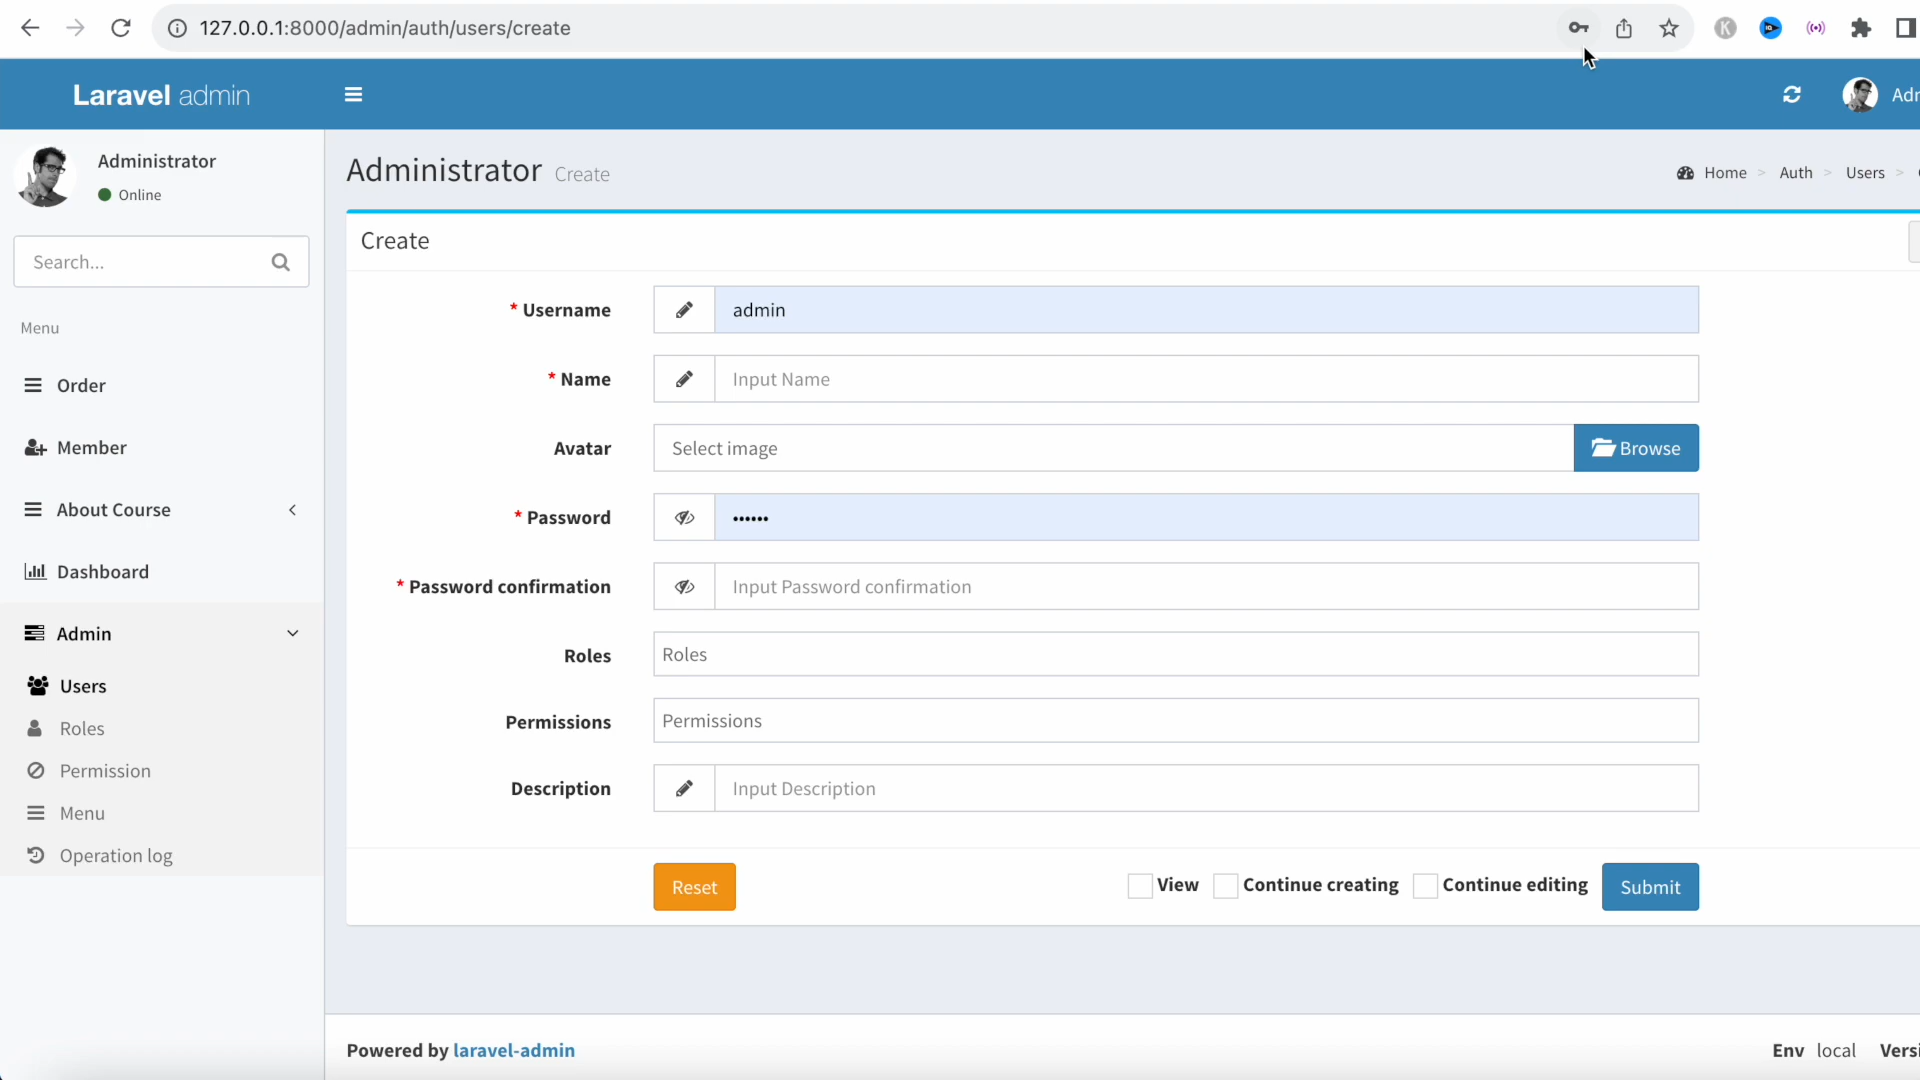 127.0.0.1:8000/admin/auth/users/create
Laravel admin
Administrator
Online
Search...
Menu
Order
Member
About Course
Dashboard
Admin
Users
Roles
Permission
Menu
Operation log
Administrator Create
Home > Auth > Users >
Create
* Username admin
* Name Input Name
Avatar Select image Browse
* Password ••••••
* Password confirmation Input Password confirmation
Roles Roles
Permissions Permissions
Description Input Description
Reset View Continue creating Continue editing Submit
Powered by laravel-admin
Env local